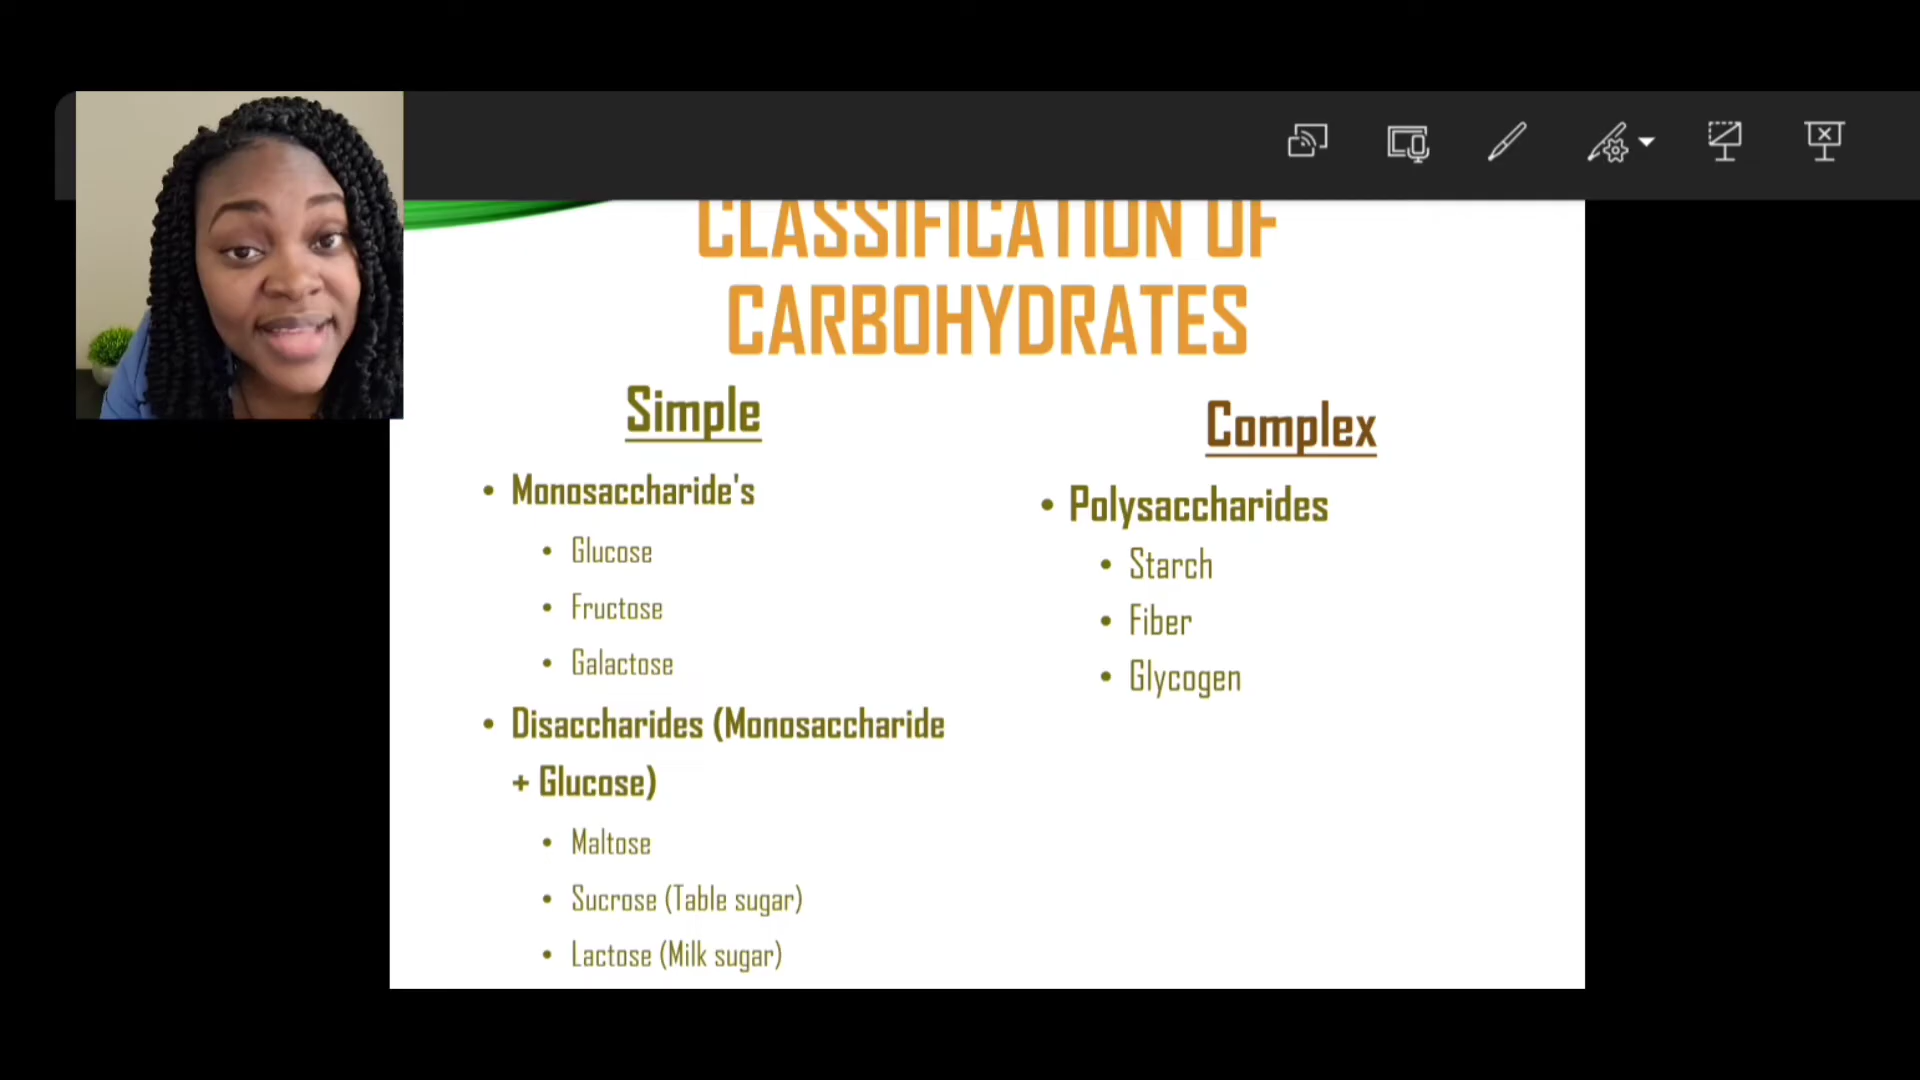 CLASSIFICATION OF
CARBOHYDRATES
Simple
• Monosaccharide's
• Glucose
• Fructose
• Galactose
• Disaccharides (Monosaccharide
+ Glucose)
• Maltose
• Sucrose (Table sugar)
• Lactose (Milk sugar)
Complex
• Polysaccharides
• Starch
• Fiber
• Glycogen